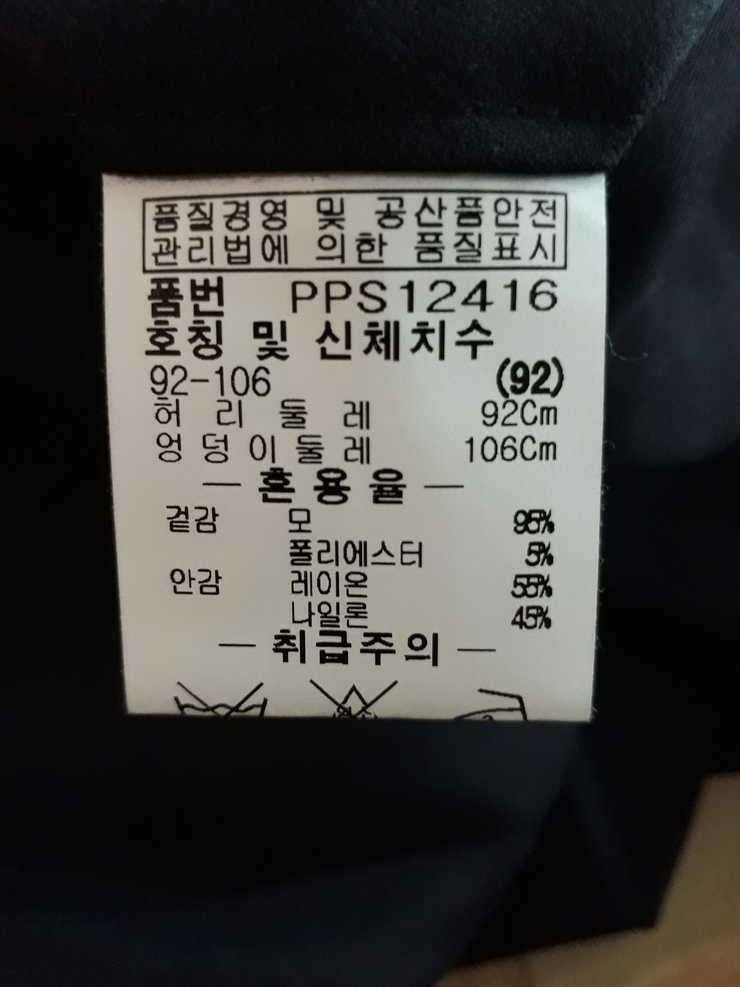 품질경영 및 공산품안전
관리법에 의한 품질표시
품번 PPS12416
호칭 및 신체치수
92-106 (92)
허리둘레 92Cm
엉덩이둘레 106Cm
— 혼용율 —
겉감 모 95%
폴리에스터 5%
안감 레이온 55%
나일론 45%
— 취급주의 —